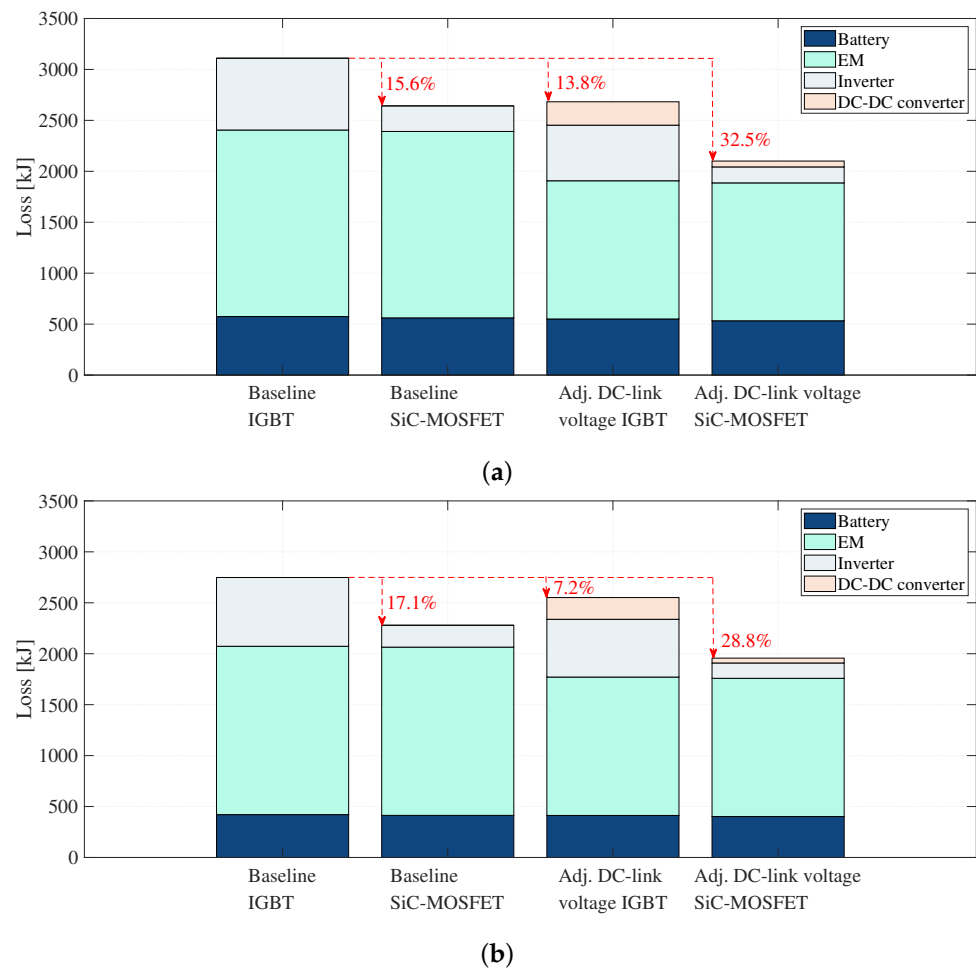 3500
3000
2500
2000
1500
1000
500
0
Loss [kJ]
15.6%
13.8%
32.5%
Battery
EM
Inverter
DC-DC converter
Baseline
IGBT
Baseline
SiC-MOSFET
Adj. DC-link
voltage IGBT
Adj. DC-link voltage
SiC-MOSFET
(a)
3500
3000
2500
2000
1500
1000
500
0
Loss [kJ]
17.1%
7.2%
28.8%
Battery
EM
Inverter
DC-DC converter
Baseline
IGBT
Baseline
SiC-MOSFET
Adj. DC-link
voltage IGBT
Adj. DC-link voltage
SiC-MOSFET
(b)